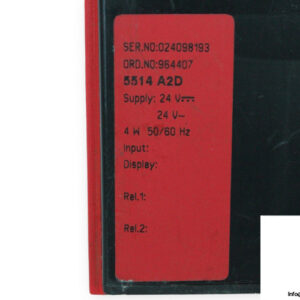 SER.NO:024098193
ORD.NO:964407
5514 A2D
Supply: 24 V⎓
24 V~
4 W 50/60 Hz
Input:
Display:
Rel.1:
Rel.2: